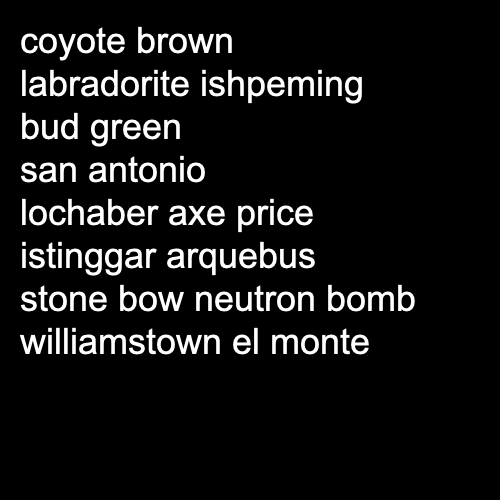 coyote brown
labradorite ishpeming
bud green
san antonio
lochaber axe price
istinggar arquebus
stone bow neutron bomb
williamstown el monte